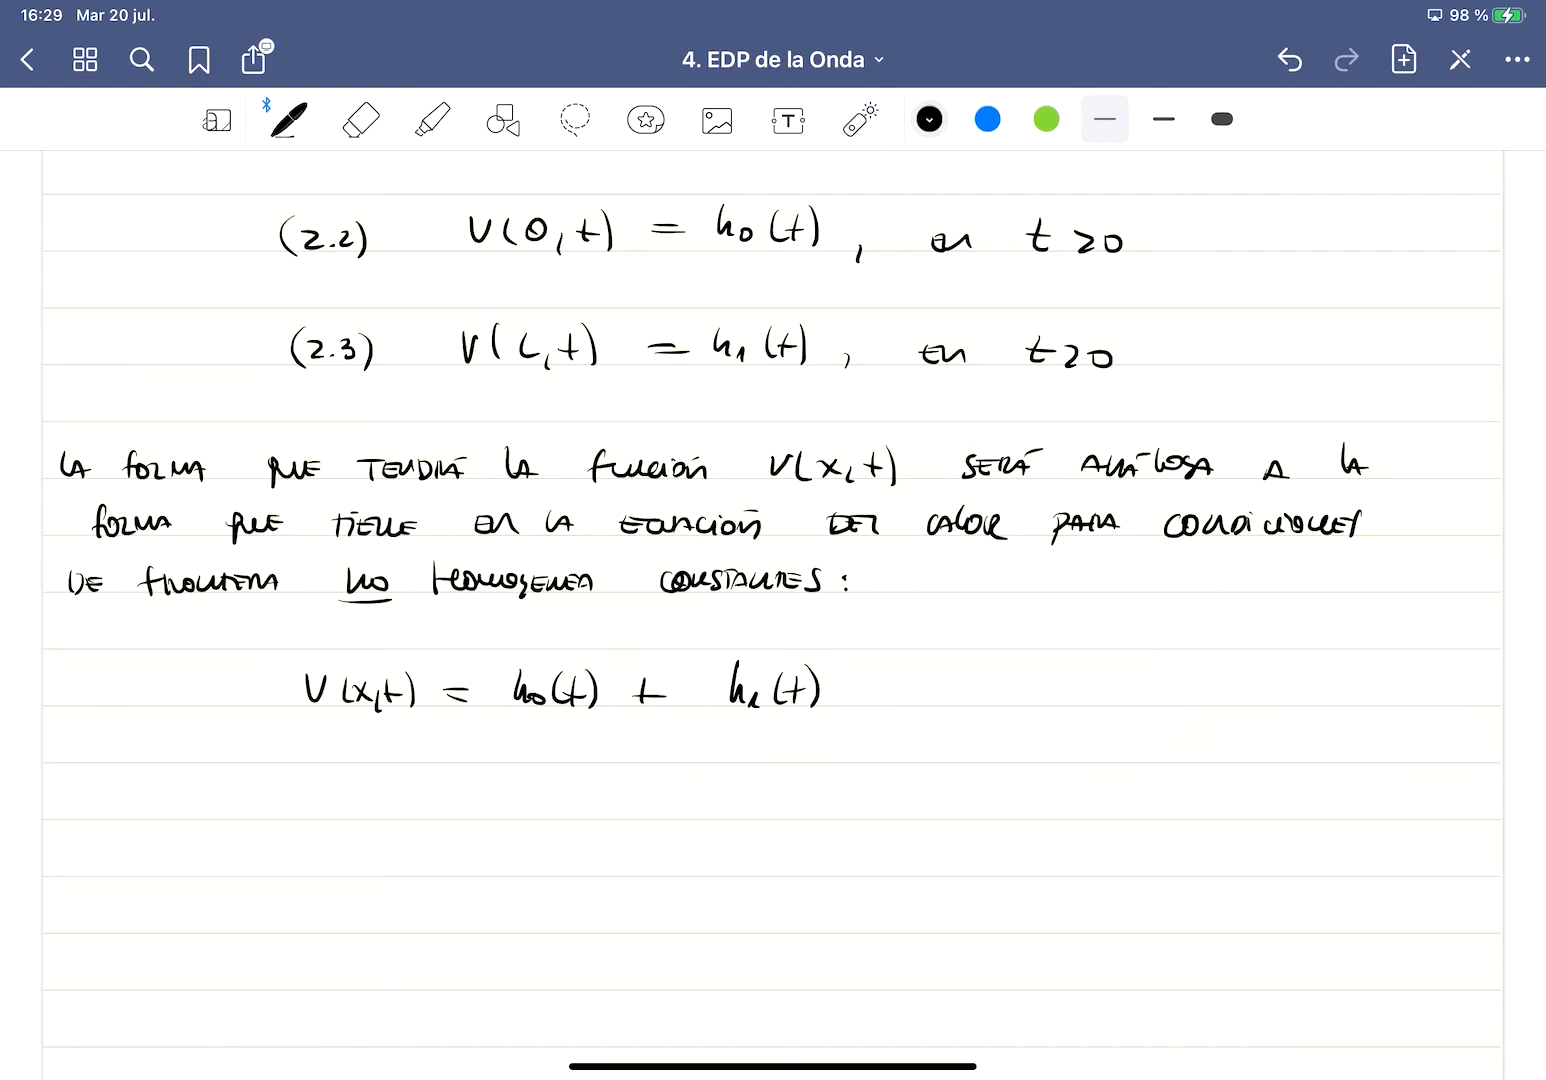 16:29 Mar 20 jul. 98 %
4. EDP de la Onda
(2.2) V(0,t) = h₀(t), en t≥0
(2.3) V(L,t) = h₁(t), en t≥0
LA FORMA QUE TENDRÁ LA FUNCIÓN V(x,t) SERÁ ANÁLOGA A LA
FORMA QUE TIENE EN LA ECUACIÓN DEL CALOR PARA CONDICIONES
DE FRONTERA NO HOMOGENEA CONSTANTES:
V(x,t) = h₀(t) + h₁(t)